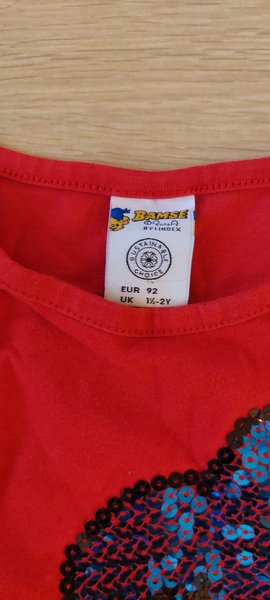 BAMSE
BY LINDEX
SUSTAINABLE
CHOICE
EUR 92
UK 1½-2Y